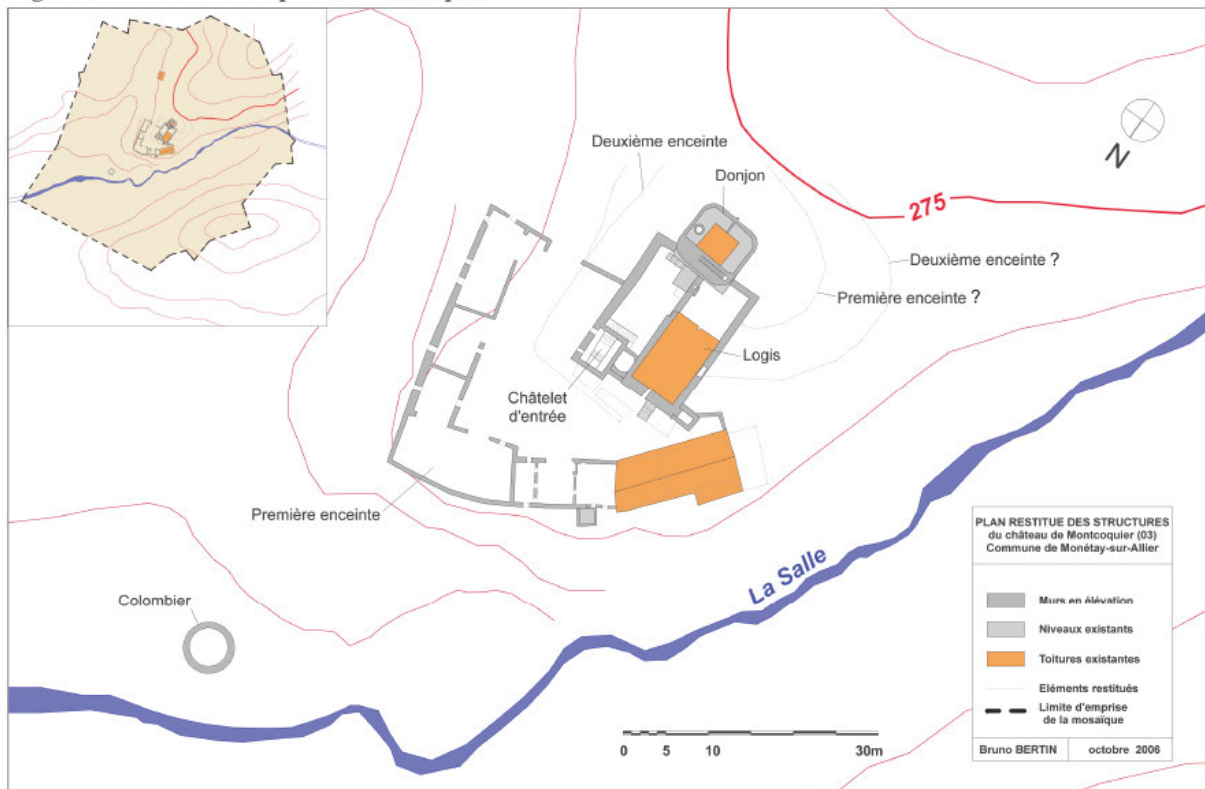 N
Deuxième enceinte
Donjon
275
Deuxième enceinte ?
Première enceinte ?
Logis
Châtelet
d'entrée
Première enceinte
La Salle
Colombier
0 5 10 30m
PLAN RESTITUE DES STRUCTURES
du château de Montcoquier (03)
Commune de Monétay-sur-Allier
Murs en élévation
Niveaux existants
Toitures existantes
Eléments restitués
Limite d'emprise
de la mosaïque
Bruno BERTIN octobre 2006